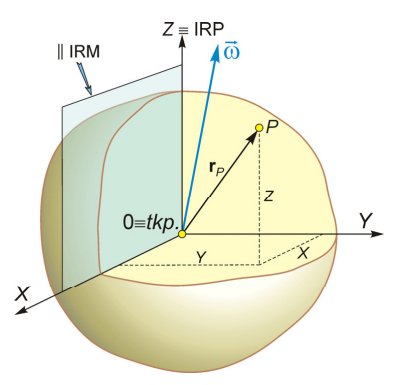 Z ≡ IRP
|| IRM
ω⃗
P
r_P
Z
0≡tkp.
Y
Y
X
X